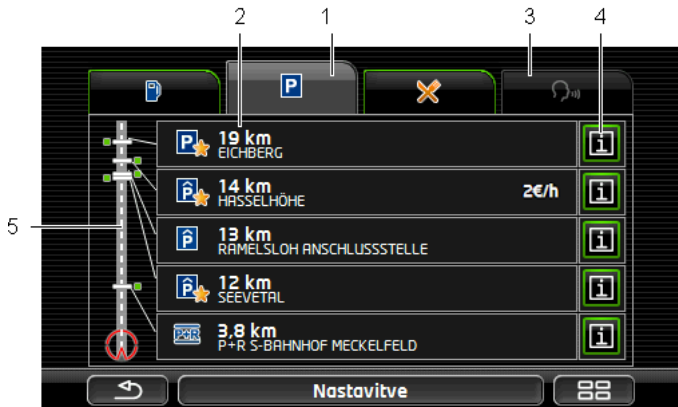 1
2
3
4
P
P 19 km
EICHBERG
i
P 14 km
HASSELHÖHE
2€/h
i
P 13 km
RAMELSLOH ANSCHLUSSSTELLE
i
5
P 12 km
SEEVETAL
i
P+R 3,8 km
P+R S-BAHNHOF MECKELFELD
i
Nastavitve